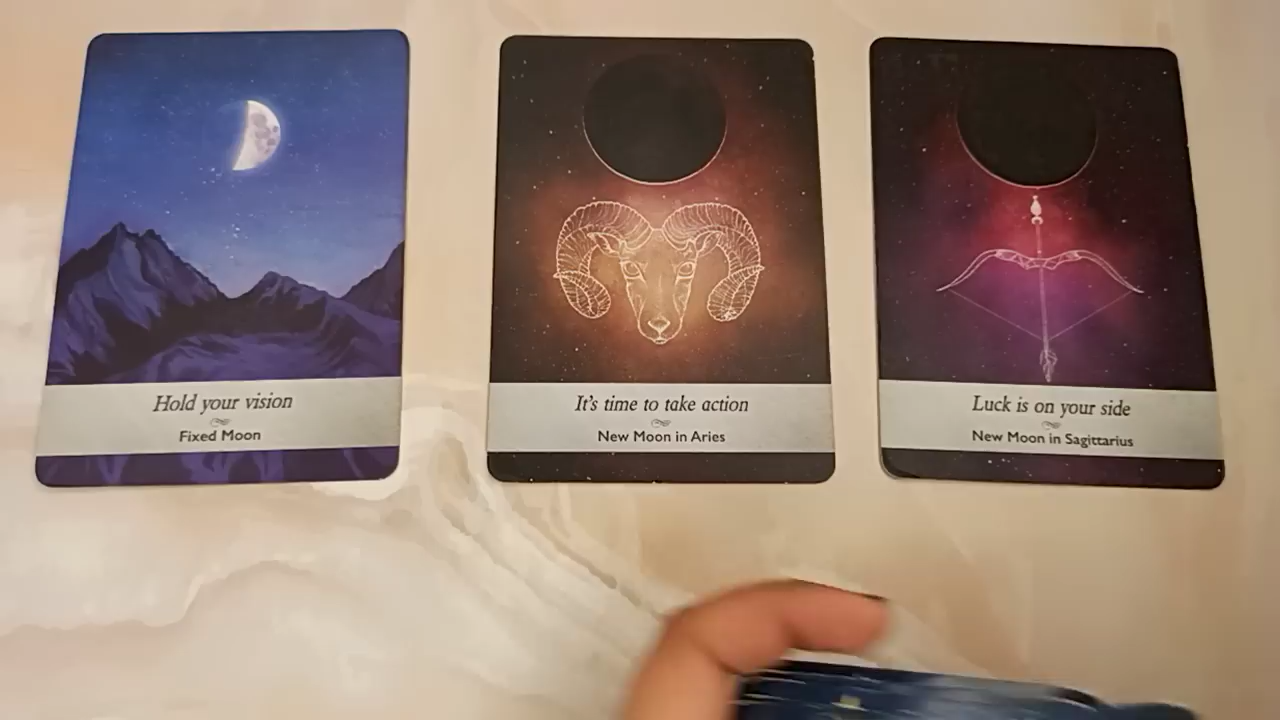 Hold your vision
Fixed Moon
It's time to take action
New Moon in Aries
Luck is on your side
New Moon in Sagittarius